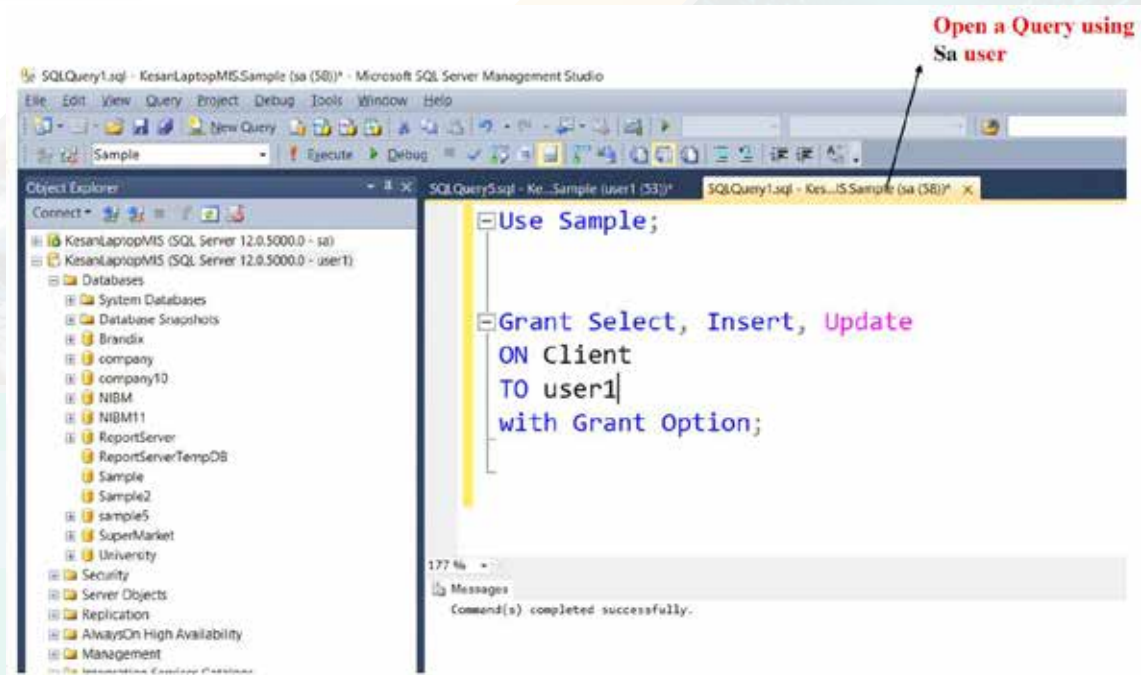 Open a Query using
Sa user
SQLQuery1.sql - KesanLaptopMIS.Sample (sa (58))* - Microsoft SQL Server Management Studio
File Edit View Query Project Debug Tools Window Help
New Query
Sample Execute Debug
Object Explorer
Connect
KesanLaptopMIS (SQL Server 12.0.5000.0 - sa)
KesanLaptopMIS (SQL Server 12.0.5000.0 - user1)
Databases
System Databases
Database Snapshots
Brandix
company
company10
NIBM
NIBM11
ReportServer
ReportServerTempDB
Sample
Sample2
sample5
SuperMarket
University
Security
Server Objects
Replication
AlwaysOn High Availability
Management
Integration Services Catalogs
SQLQuery5.sql - Ke...Sample (user1 (53))* SQLQuery1.sql - Kes...IS.Sample (sa (58))*
Use Sample;
Grant Select, Insert, Update
ON Client
TO user1
with Grant Option;
177 %
Messages
Command(s) completed successfully.